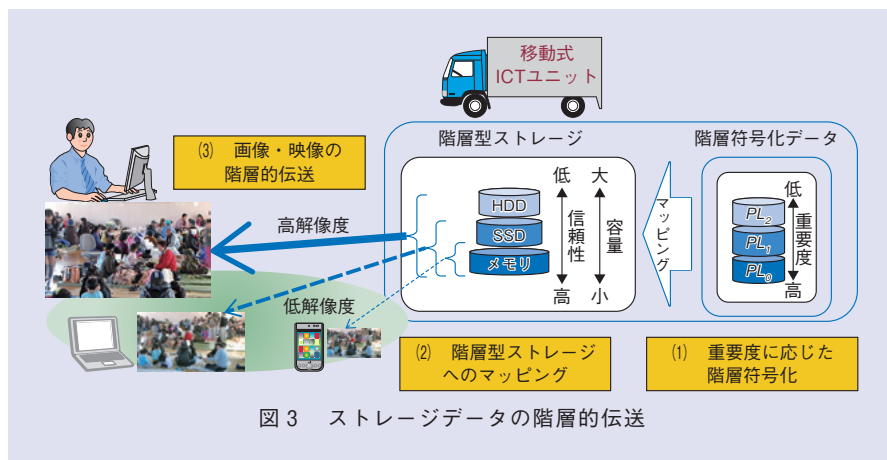 移動式
ICTユニット
階層型ストレージ
階層符号化データ
⑶ 画像・映像の
階層的伝送
低 大
HDD
SSD
メモリ
信頼性
容量
高 小
マッピング
低
PL2
PL1
PL0
重要度
高
高解像度
低解像度
⑵ 階層型ストレージ
へのマッピング
⑴ 重要度に応じた
階層符号化
図3 ストレージデータの階層的伝送